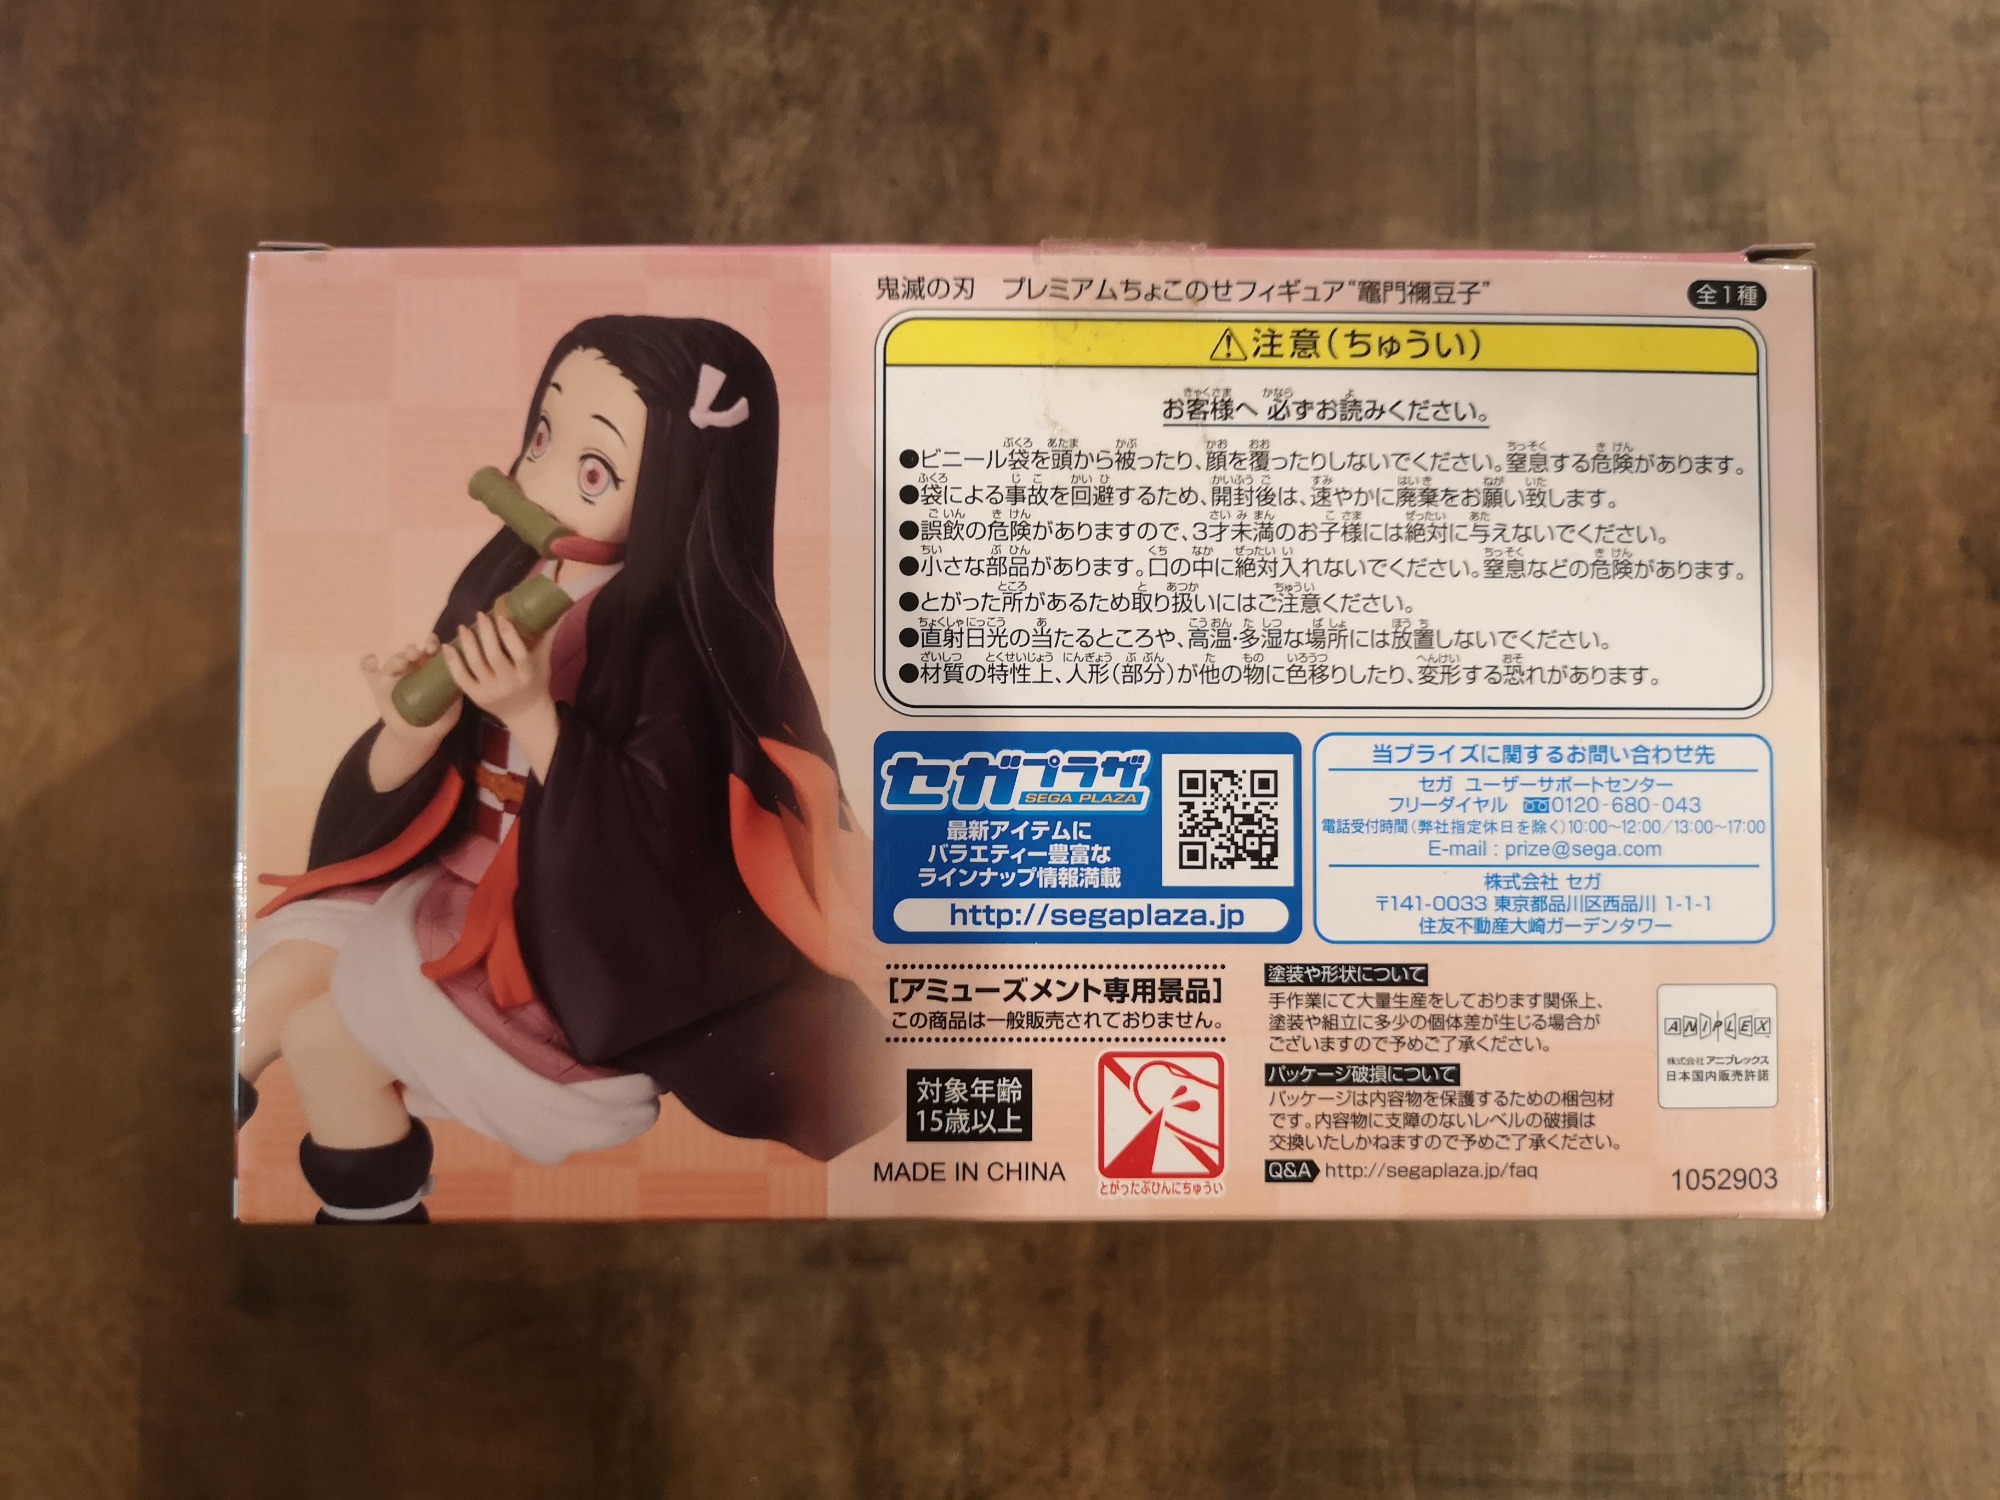 鬼滅の刃　プレミアムちょこのせフィギュア“竈門禰豆子”
全1種
⚠注意(ちゅうい)
お客様へ 必ずお読みください。
●ビニール袋を頭から被ったり、顔を覆ったりしないでください。窒息する危険があります。
●袋による事故を回避するため、開封後は、速やかに廃棄をお願い致します。
●誤飲の危険がありますので、3才未満のお子様には絶対に与えないでください。
●小さな部品があります。口の中に絶対入れないでください。窒息などの危険があります。
●とがった所があるため取り扱いにはご注意ください。
●直射日光の当たるところや、高温・多湿な場所には放置しないでください。
●材質の特性上、人形(部分)が他の物に色移りしたり、変形する恐れがあります。
セガプラザ
SEGA PLAZA
最新アイテムに
バラエティー豊富な
ラインナップ情報満載
http://segaplaza.jp
当プライズに関するお問い合わせ先
セガ ユーザーサポートセンター
フリーダイヤル 0120-680-043
電話受付時間(弊社指定休日を除く)10:00~12:00/13:00~17:00
E-mail : prize@sega.com
株式会社 セガ
〒141-0033 東京都品川区西品川 1-1-1
住友不動産大崎ガーデンタワー
[アミューズメント専用景品]
この商品は一般販売されておりません。
対象年齢
15歳以上
MADE IN CHINA
とがったぶひんにちゅうい
塗装や形状について
手作業にて大量生産をしております関係上、
塗装や組立に多少の個体差が生じる場合が
ございますので予めご了承ください。
パッケージ破損について
パッケージは内容物を保護するための梱包材
です。内容物に支障のないレベルの破損は
交換いたしかねますので予めご了承ください。
Q&A http://segaplaza.jp/faq
ANIPLEX
株式会社アニプレックス
日本国内販売許諾
1052903